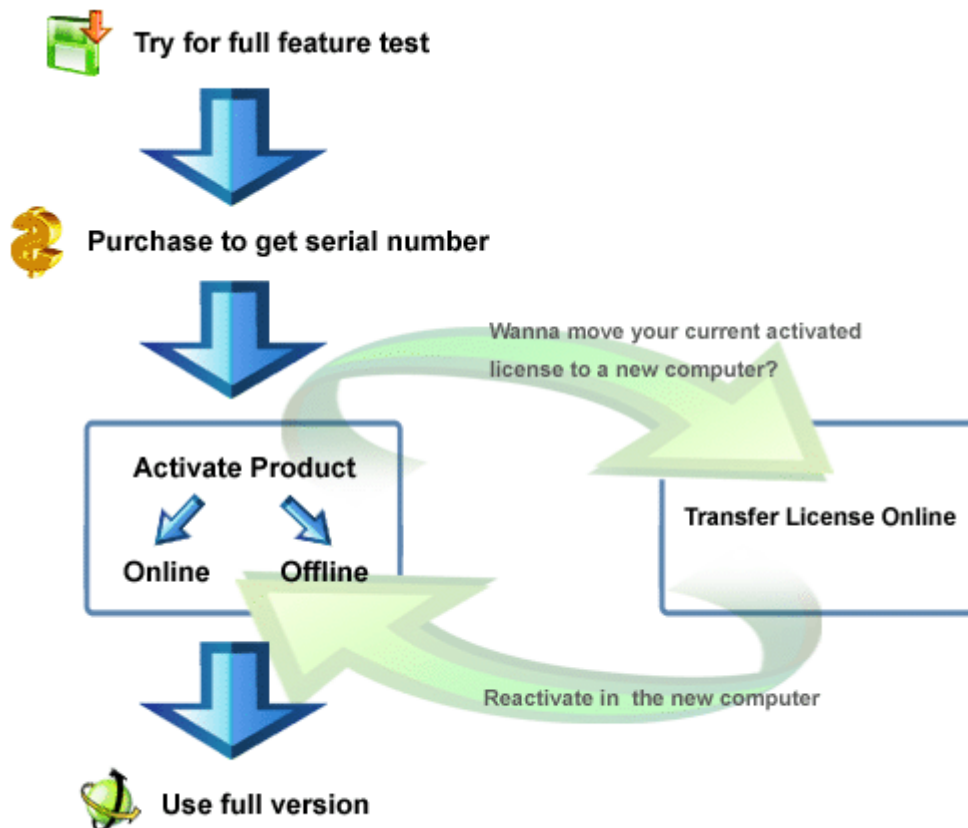 Try for full feature test
Purchase to get serial number
Wanna move your current activated
license to a new computer?
Activate Product
Online
Offline
Transfer License Online
Reactivate in the new computer
Use full version